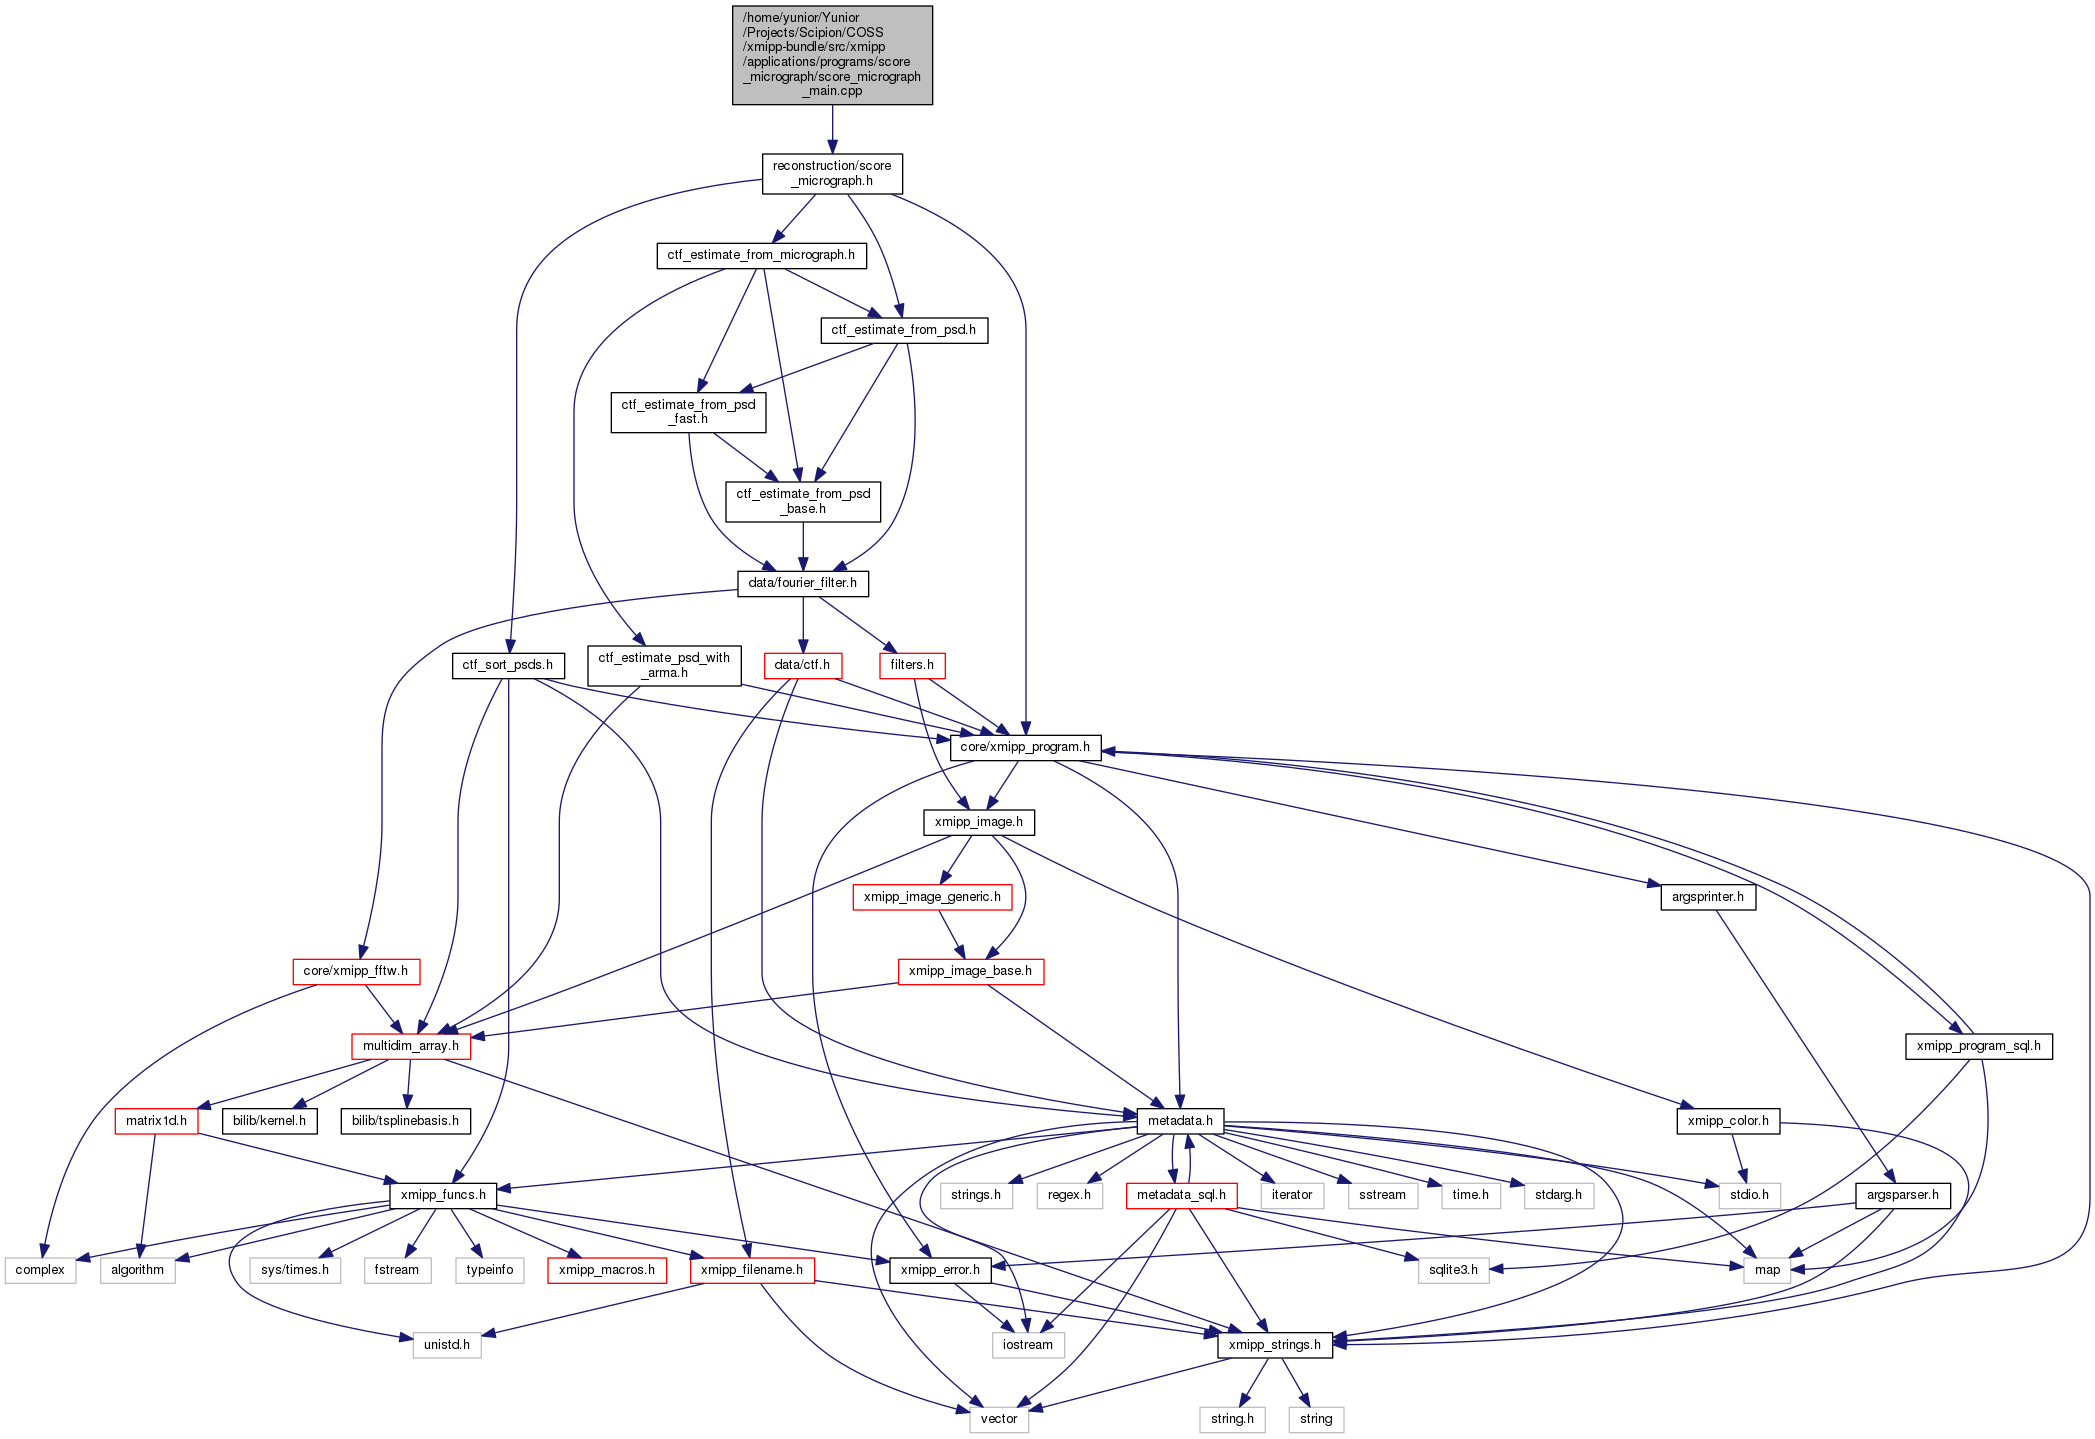 /home/yunior/Yunior
/Projects/Scipion/COSS
/xmipp-bundle/src/xmipp
/applications/programs/score
_micrograph/score_micrograph
_main.cpp
reconstruction/score
_micrograph.h
ctf_estimate_from_micrograph.h
ctf_estimate_from_psd.h
ctf_estimate_from_psd
_fast.h
ctf_estimate_from_psd
_base.h
data/fourier_filter.h
ctf_sort_psds.h
ctf_estimate_psd_with
_arma.h
data/ctf.h
filters.h
core/xmipp_program.h
xmipp_image.h
xmipp_image_generic.h
argsprinter.h
core/xmipp_fftw.h
xmipp_image_base.h
multidim_array.h
xmipp_program_sql.h
matrix1d.h
bilib/kernel.h
bilib/tsplinebasis.h
metadata.h
xmipp_color.h
xmipp_funcs.h
strings.h
regex.h
metadata_sql.h
iterator
sstream
time.h
stdarg.h
stdio.h
argsparser.h
complex
algorithm
sys/times.h
fstream
typeinfo
xmipp_macros.h
xmipp_filename.h
xmipp_error.h
sqlite3.h
map
unistd.h
iostream
xmipp_strings.h
vector
string.h
string